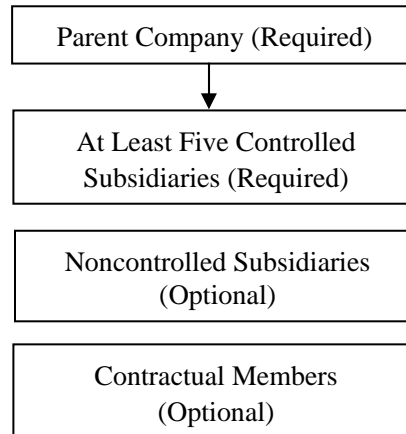 Parent Company (Required)
At Least Five Controlled
Subsidiaries (Required)
Noncontrolled Subsidiaries
(Optional)
Contractual Members
(Optional)